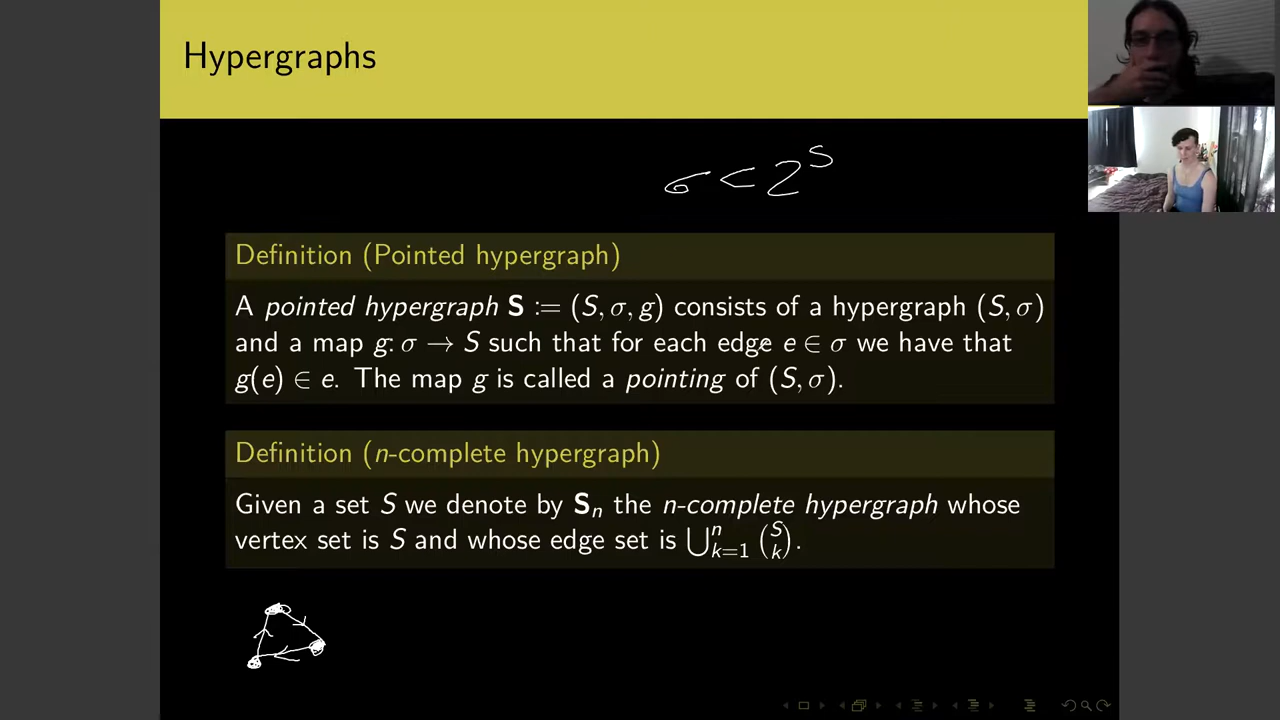 Hypergraphs
σ ⊂ 2^S
Definition (Pointed hypergraph)
A pointed hypergraph S := (S, σ, g) consists of a hypergraph (S, σ)
and a map g: σ → S such that for each edge e ∈ σ we have that
g(e) ∈ e. The map g is called a pointing of (S, σ).
Definition (n-complete hypergraph)
Given a set S we denote by S_n the n-complete hypergraph whose
vertex set is S and whose edge set is ⋃_{k=1}^n \binom{S}{k}.